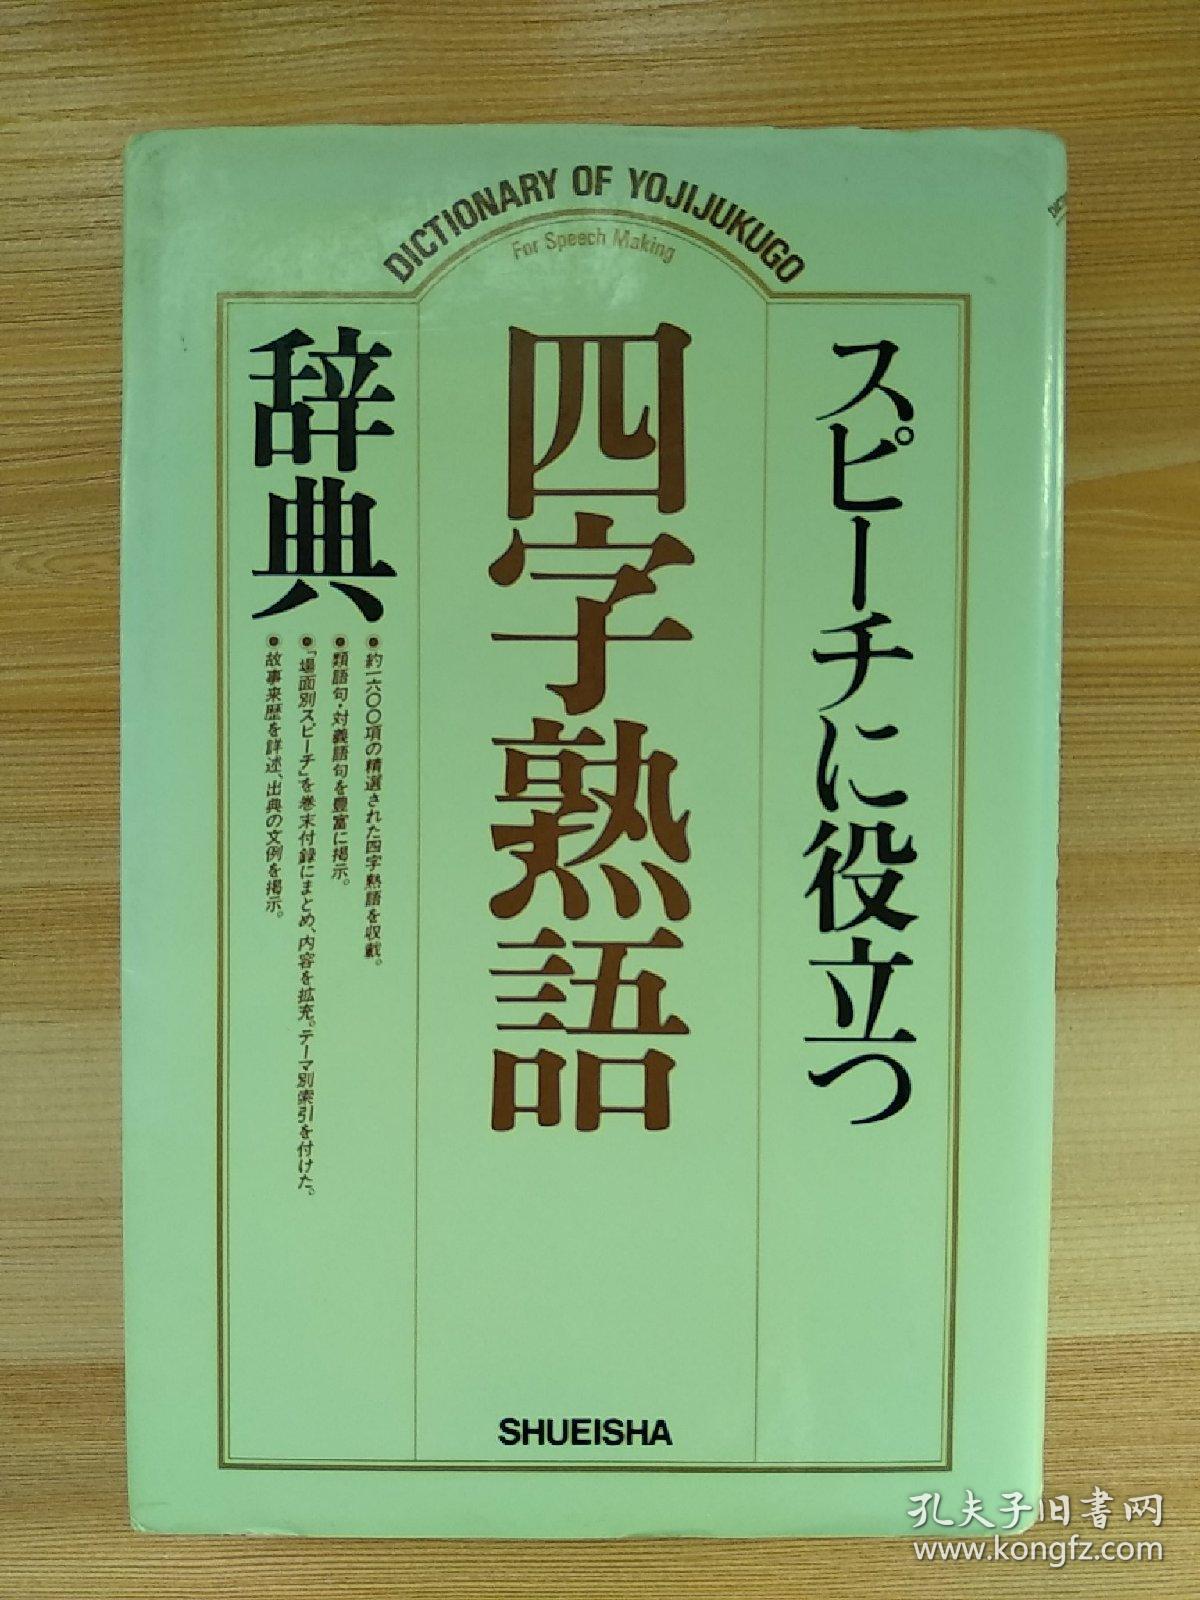 DICTIONARY OF YOJIJUKUGO
For Speech Making
スピーチに役立つ
四字熟語
辞典
●約一六〇〇項の精選された四字熟語を収載。
●類語句・対義語句を豊富に掲示。
●「場面別スピーチ」を巻末付録にまとめ、内容を拡充。テーマ別索引を付けた。
●故事来歴を詳述、出典の文例を掲示。
SHUEISHA
孔夫子旧书网
www.kongfz.com